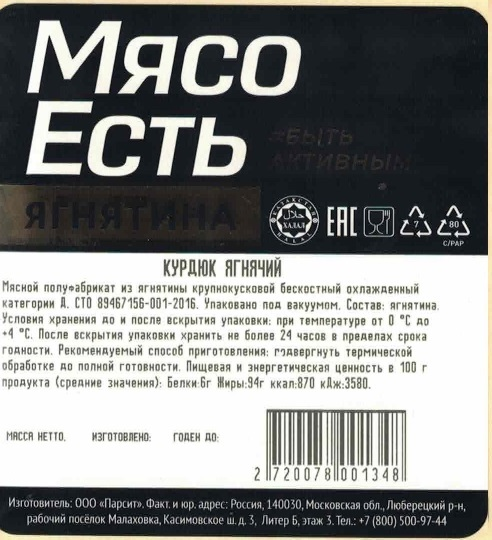 Мясо
Есть
#БЫТЬ
АКТИВНЫМ
ЯГНЯТИНА
КАЗАХСТАН
ХАЛАЛ
HALAL
EAC
7
80
C/PAP
КУРДЮК ЯГНЯЧИЙ
Мясной полуфабрикат из ягнятины крупнокусковой бескостный охлажденный
категории А. СТО 89467156-001-2016. Упаковано под вакуумом. Состав: ягнятина.
Условия хранения до и после вскрытия упаковки: при температуре от 0 °С до
+4 °С. После вскрытия упаковки хранить не более 24 часов в пределах срока
годности. Рекомендуемый способ приготовления: подвергнуть термической
обработке до полной готовности. Пищевая и энергетическая ценность в 100 г
продукта (средние значения): Белки:6г Жиры:94г ккал:870 кДж:3580.
МАССА НЕТТО. ИЗГОТОВЛЕНО: ГОДЕН ДО:
2 720078 001348
Изготовитель: ООО «Парсит». Факт. и юр. адрес: Россия, 140030, Московская обл., Люберецкий р-н,
рабочий посёлок Малаховка, Касимовское ш. д. 3, Литер Б, этаж 3. Тел.: +7 (800) 500-97-44